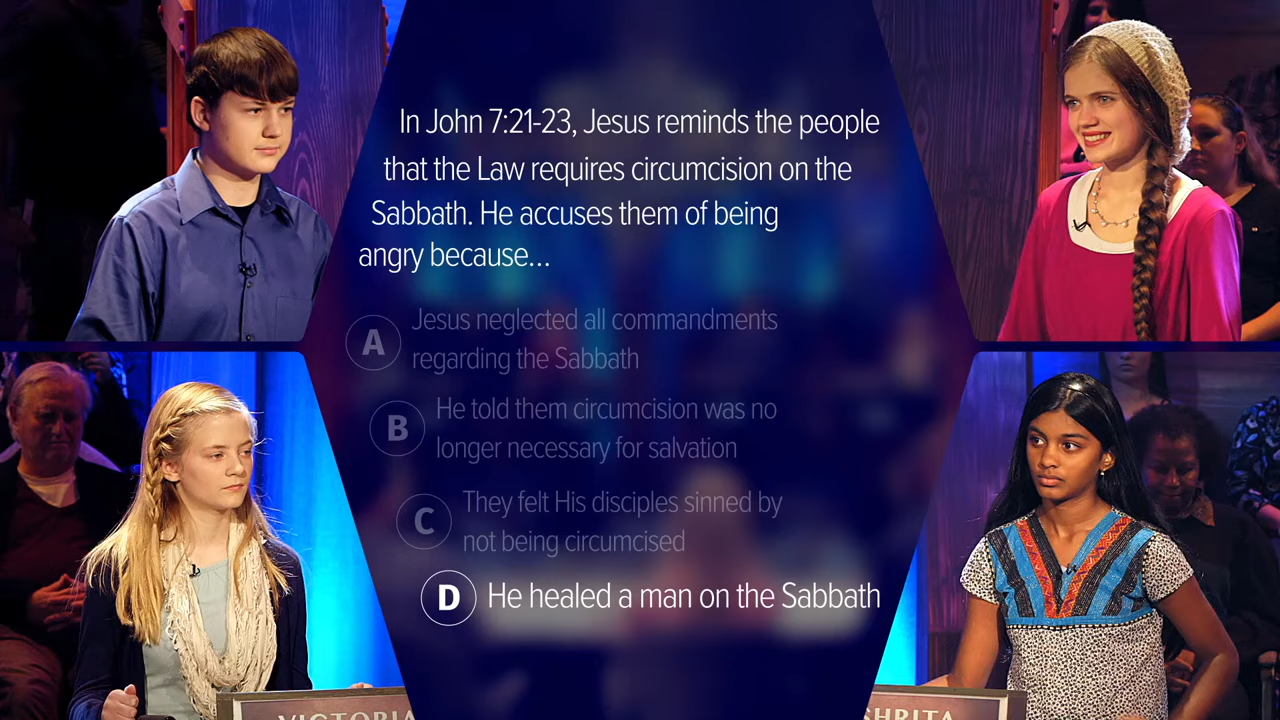 In John 7:21-23, Jesus reminds the people
that the Law requires circumcision on the
Sabbath. He accuses them of being
angry because...
A
Jesus neglected all commandments
regarding the Sabbath
B
He told them circumcision was no
longer necessary for salvation
C
They felt His disciples sinned by
not being circumcised
D
He healed a man on the Sabbath
VICTORIA
SHRITA